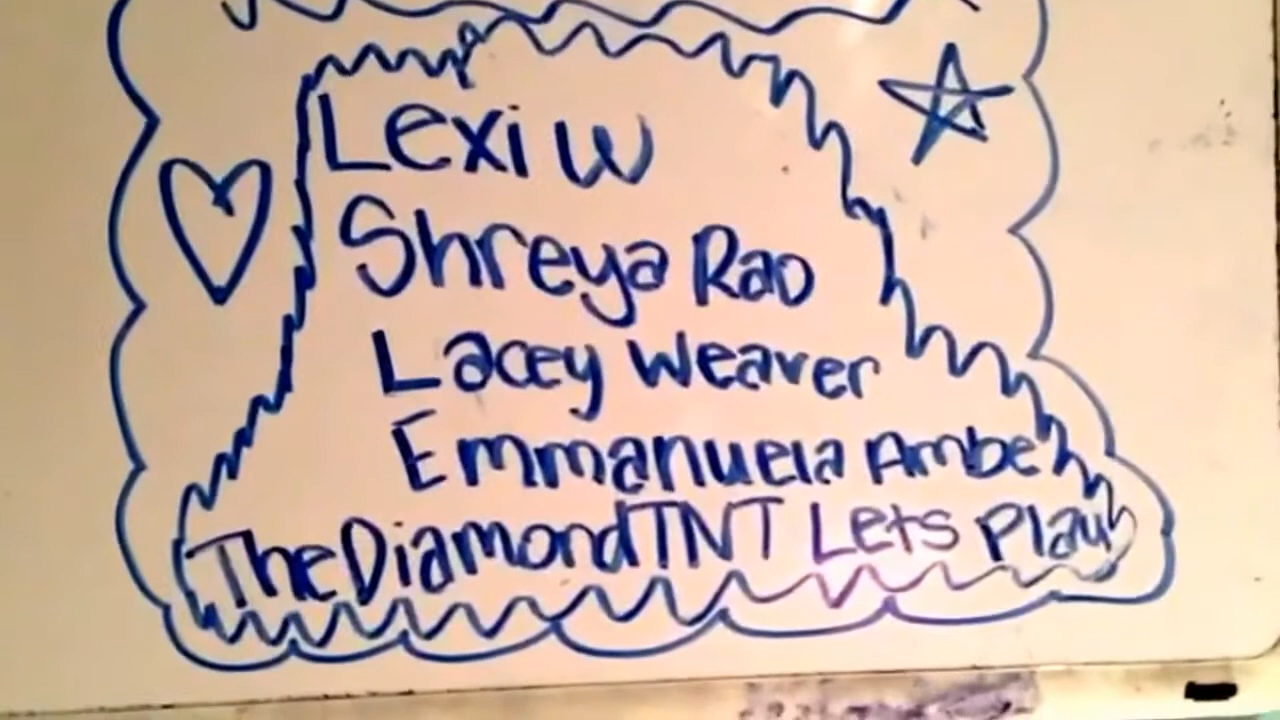 Lexi W
Shreya Rao
Lacey Weaver
Emmanuela Ambe
TheDiamondTNT Lets Play